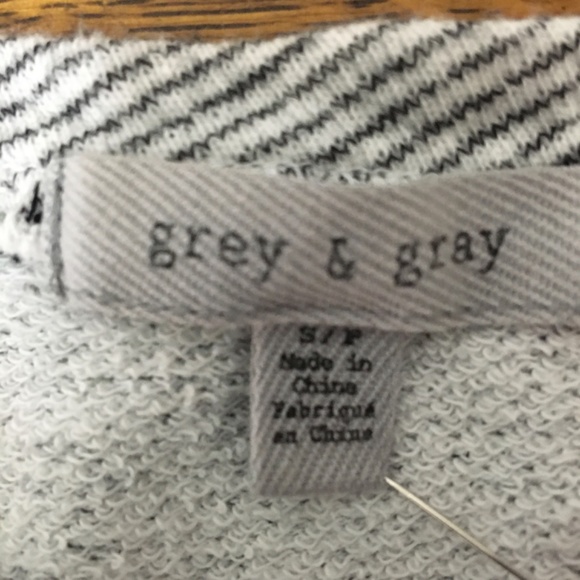 grey & gray
S/P
Made in
China
Fabriqué
en Chine